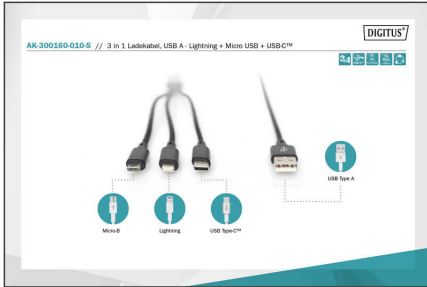 DIGITUS®
AK-300160-010-S // 3 in 1 Ladekabel, USB A - Lightning + Micro USB + USB-C™
USB Type A
Micro-B
Lightning
USB Type-C™